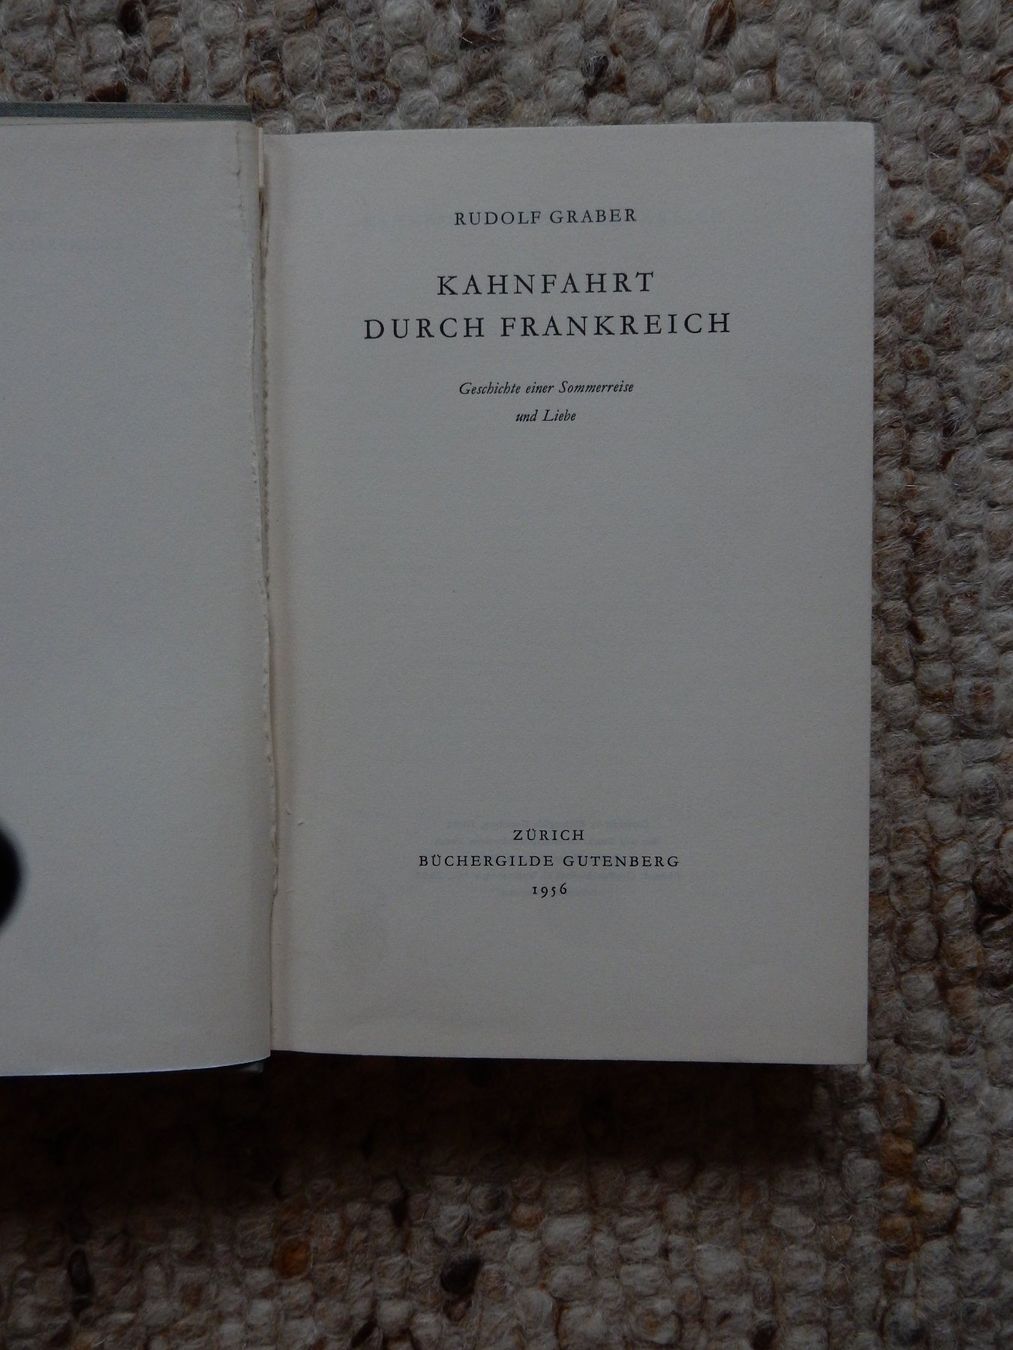 RUDOLF GRABER
KAHNFAHRT
DURCH FRANKREICH
Geschichte einer Sommerreise
und Liebe
ZÜRICH
BÜCHERGILDE GUTENBERG
1956